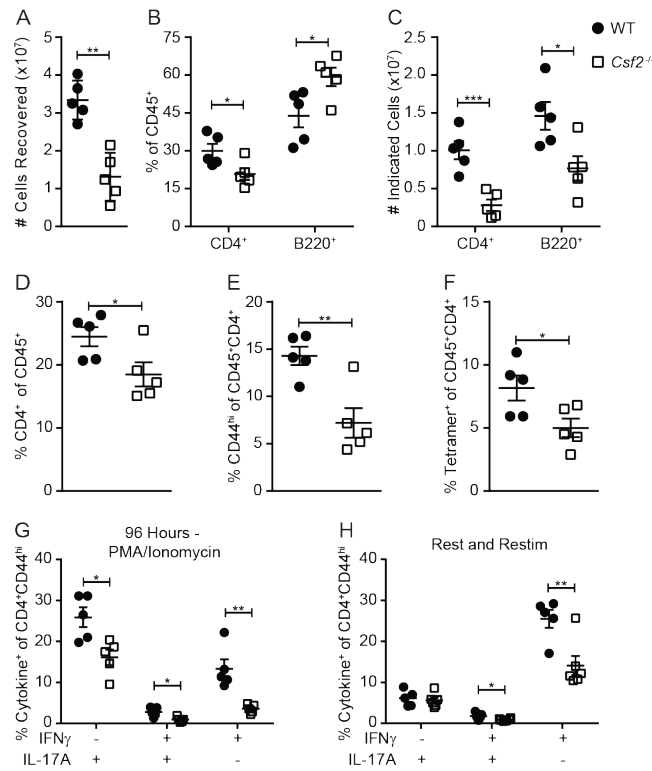 A
B
C
WT
Csf2⁻/⁻
# Cells Recovered (x10⁷)
5
4
3
2
1
0
**
% of CD45⁺
75
60
45
30
15
0
*
*
CD4⁺
B220⁺
# Indicated Cells (x10⁷)
2.5
2.0
1.5
1.0
0.5
0
***
*
CD4⁺
B220⁺
D
E
F
% CD4⁺ of CD45⁺
30
20
10
0
*
% CD44ʰⁱ of CD45⁺CD4⁺
20
15
10
5
0
**
% Tetramer⁺ of CD45⁺CD4⁺
15
10
5
0
*
G
96 Hours -
PMA/Ionomycin
% Cytokine⁺ of CD4⁺CD44ʰⁱ
40
30
20
10
0
*
*
**
IFNγ - + +
IL-17A + + -
H
Rest and Restim
% Cytokine⁺ of CD4⁺CD44ʰⁱ
40
30
20
10
0
*
**
IFNγ - + +
IL-17A + + -